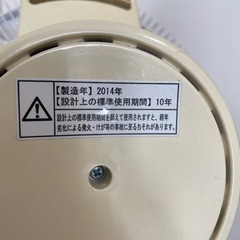 【製造年】2014年
【設計上の標準使用期間】10年
設計上の標準使用期間を超えて使用されますと、経年
劣化による発火・けが等の事故に至るおそれがあります。